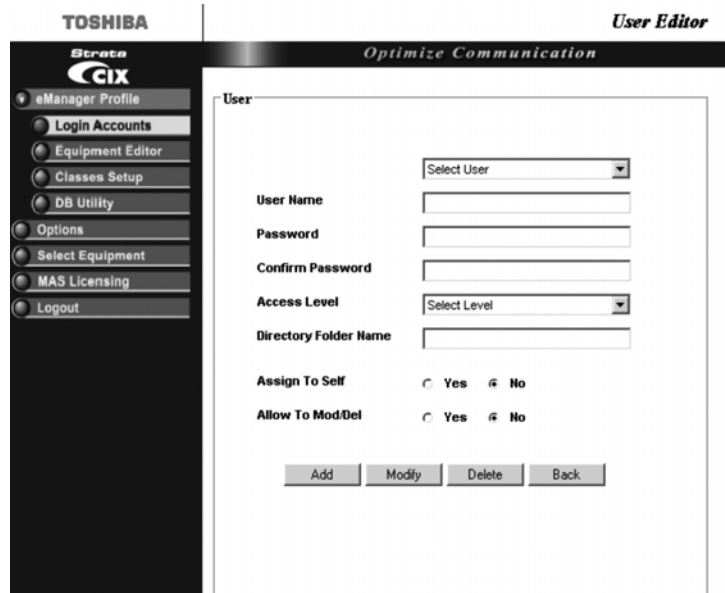 TOSHIBA
User Editor
Optimize Communication
Strata
CIX
eManager Profile
Login Accounts
Equipment Editor
Classes Setup
DB Utility
Options
Select Equipment
MAS Licensing
Logout
User
Select User
User Name
Password
Confirm Password
Access Level
Select Level
Directory Folder Name
Assign To Self
Yes No
Allow To Mod/Del
Yes No
Add Modify Delete Back